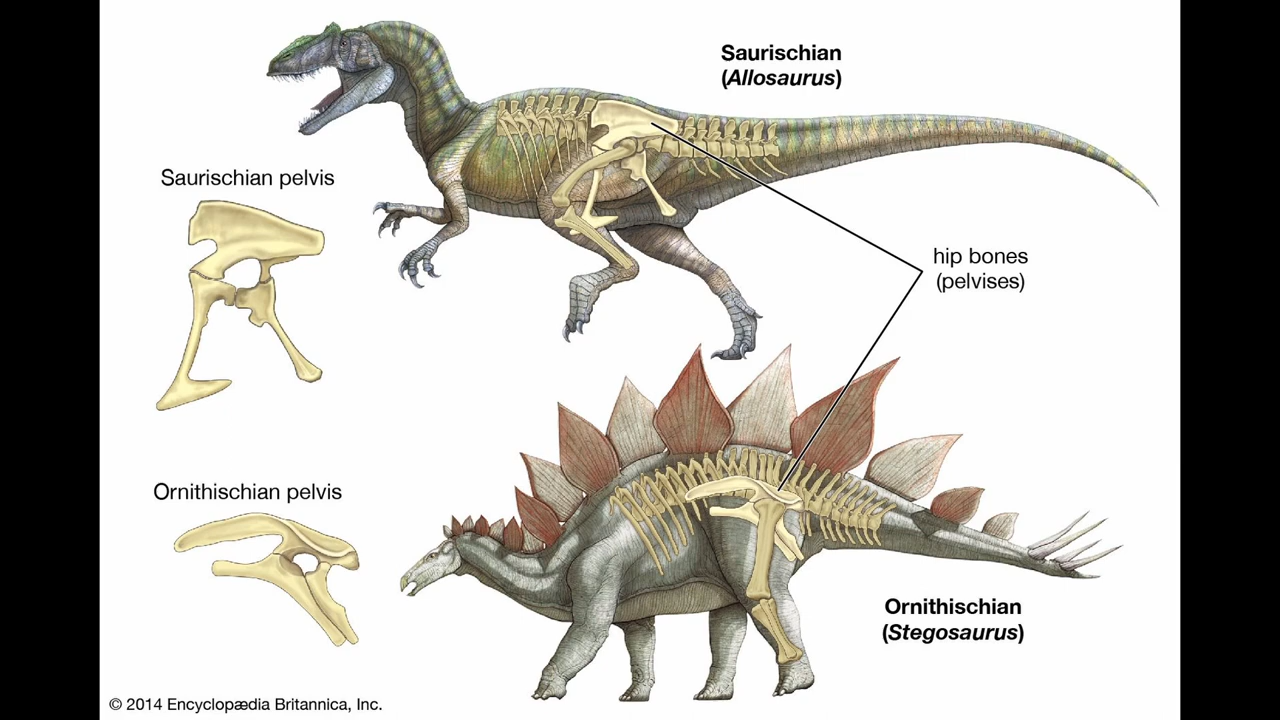 Saurischian
(Allosaurus)
Saurischian pelvis
hip bones
(pelvises)
Ornithischian pelvis
Ornithischian
(Stegosaurus)
© 2014 Encyclopædia Britannica, Inc.